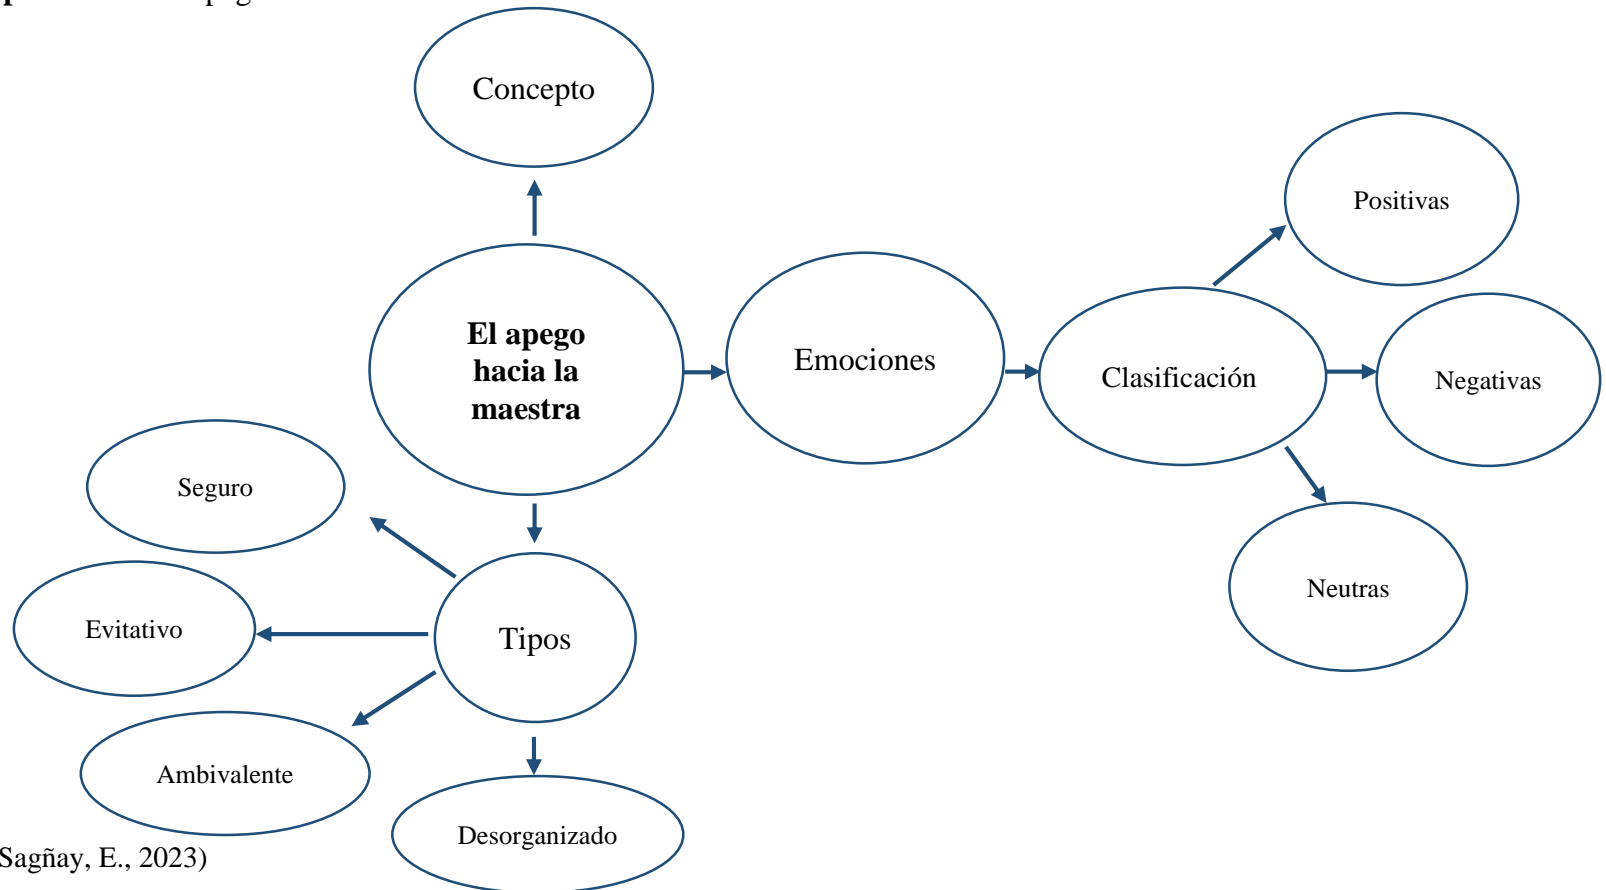 Concepto
Positivas
El apego
hacia la
maestra
Emociones
Clasificación
Negativas
Seguro
Evitativo
Tipos
Neutras
Ambivalente
Desorganizado
Sagñay, E., 2023)